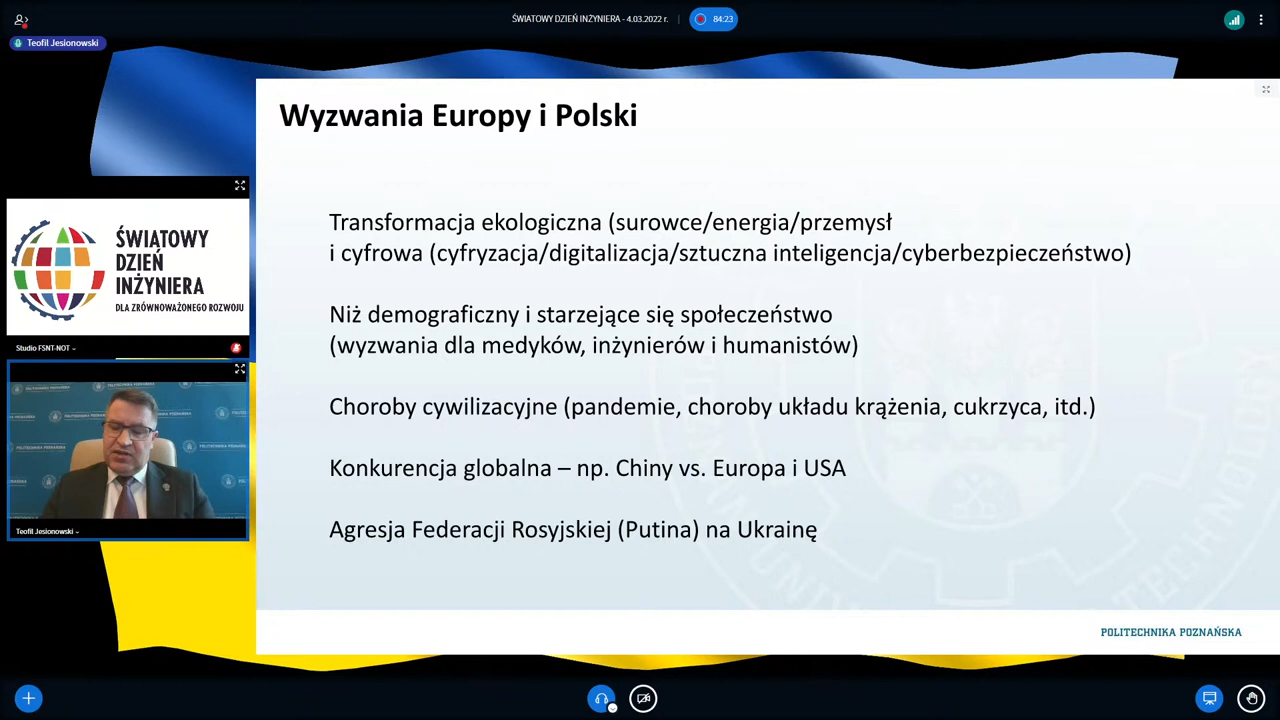 ŚWIATOWY DZIEŃ INŻYNIERA - 4.03.2022 r.
84:23
Teofil Jesionowski
Wyzwania Europy i Polski
Transformacja ekologiczna (surowce/energia/przemysł
i cyfrowa (cyfryzacja/digitalizacja/sztuczna inteligencja/cyberbezpieczeństwo)
Niż demograficzny i starzejące się społeczeństwo
(wyzwania dla medyków, inżynierów i humanistów)
Choroby cywilizacyjne (pandemie, choroby układu krążenia, cukrzyca, itd.)
Konkurencja globalna – np. Chiny vs. Europa i USA
Agresja Federacji Rosyjskiej (Putina) na Ukrainę
POLITECHNIKA POZNAŃSKA
ŚWIATOWY
DZIEŃ
INŻYNIERA
DLA ZRÓWNOWAŻONEGO ROZWOJU
Studio FSNT-NOT
POLITECHNIKA POZNAŃSKA
Teofil Jesionowski